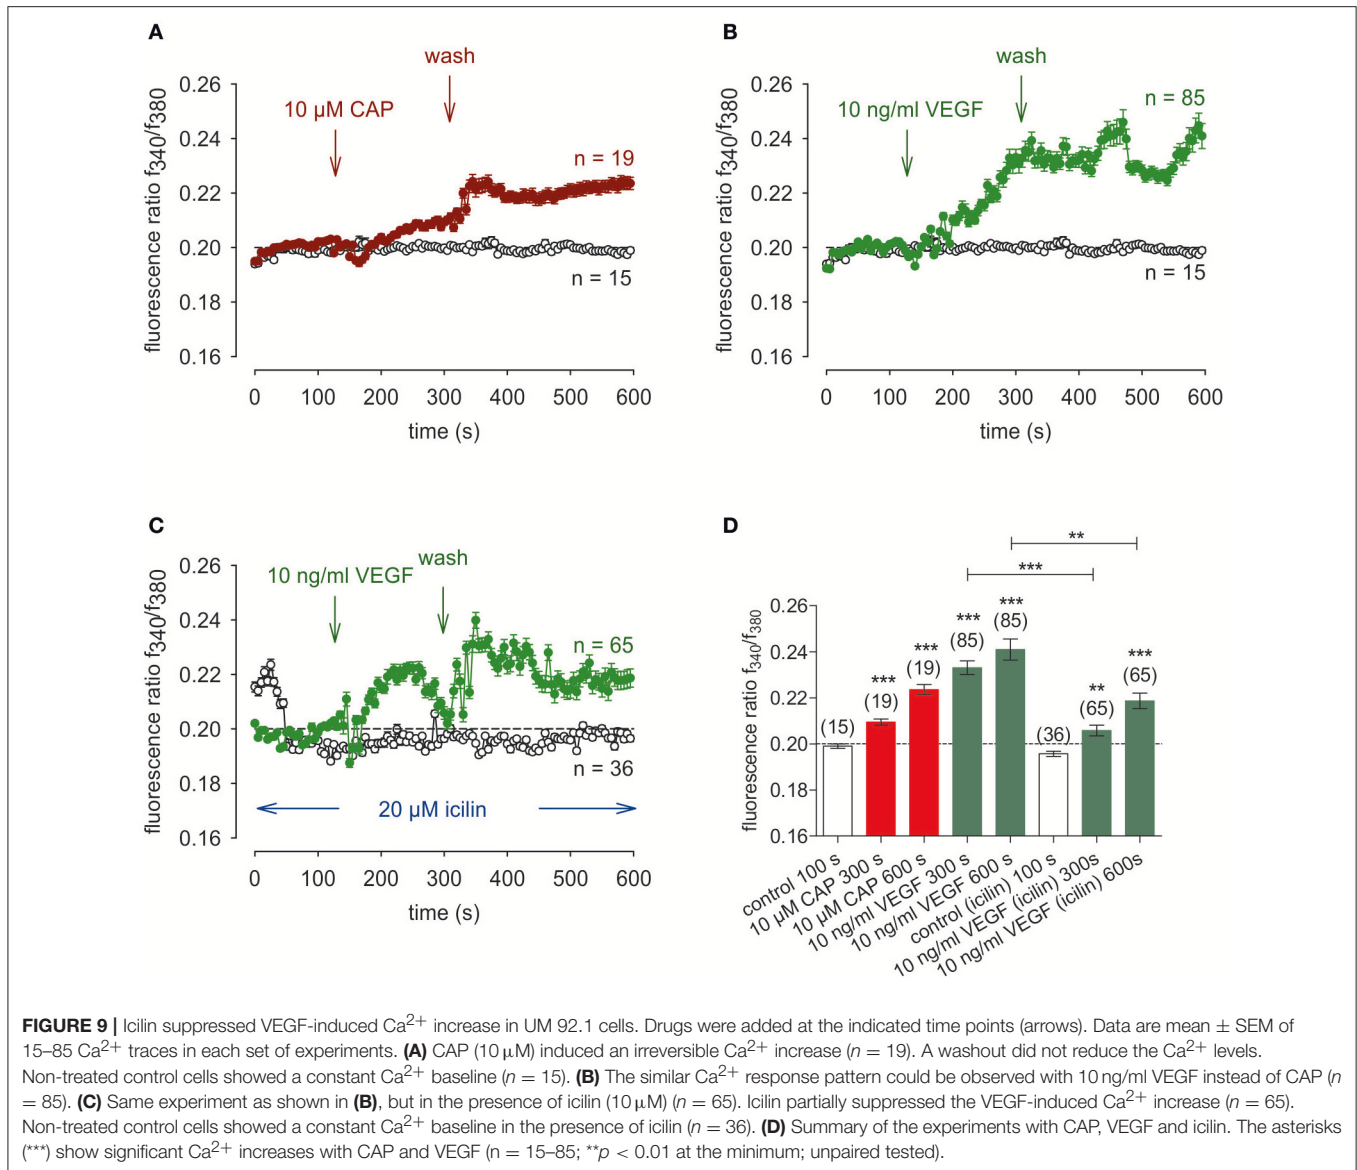 A
wash
0.26
0.24
0.22
0.20
0.18
0.16
fluorescence ratio f340/f380
10 µM CAP
n = 19
n = 15
0
100
200
300
400
500
600
time (s)
B
wash
0.26
0.24
0.22
0.20
0.18
0.16
fluorescence ratio f340/f380
10 ng/ml VEGF
n = 85
n = 15
0
100
200
300
400
500
600
time (s)
C
wash
0.26
0.24
0.22
0.20
0.18
0.16
fluorescence ratio f340/f380
10 ng/ml VEGF
n = 65
n = 36
20 µM icilin
0
100
200
300
400
500
600
time (s)
D
**
***
0.26
0.24
0.22
0.20
0.18
0.16
fluorescence ratio f340/f380
(15)
***
(19)
***
(19)
***
(85)
***
(85)
(36)
**
(65)
***
(65)
control 100 s
10 µM CAP 300 s
10 µM CAP 600 s
10 ng/ml VEGF 300 s
10 ng/ml VEGF 600 s
control (icilin) 100 s
10 ng/ml VEGF (icilin) 300s
10 ng/ml VEGF (icilin) 600s
FIGURE 9 | Icilin suppressed VEGF-induced Ca2+ increase in UM 92.1 cells. Drugs were added at the indicated time points (arrows). Data are mean ± SEM of
15–85 Ca2+ traces in each set of experiments. (A) CAP (10 µM) induced an irreversible Ca2+ increase (n = 19). A washout did not reduce the Ca2+ levels.
Non-treated control cells showed a constant Ca2+ baseline (n = 15). (B) The similar Ca2+ response pattern could be observed with 10 ng/ml VEGF instead of CAP (n
= 85). (C) Same experiment as shown in (B), but in the presence of icilin (10 µM) (n = 65). Icilin partially suppressed the VEGF-induced Ca2+ increase (n = 65).
Non-treated control cells showed a constant Ca2+ baseline in the presence of icilin (n = 36). (D) Summary of the experiments with CAP, VEGF and icilin. The asterisks
(***) show significant Ca2+ increases with CAP and VEGF (n = 15–85; **p < 0.01 at the minimum; unpaired tested).